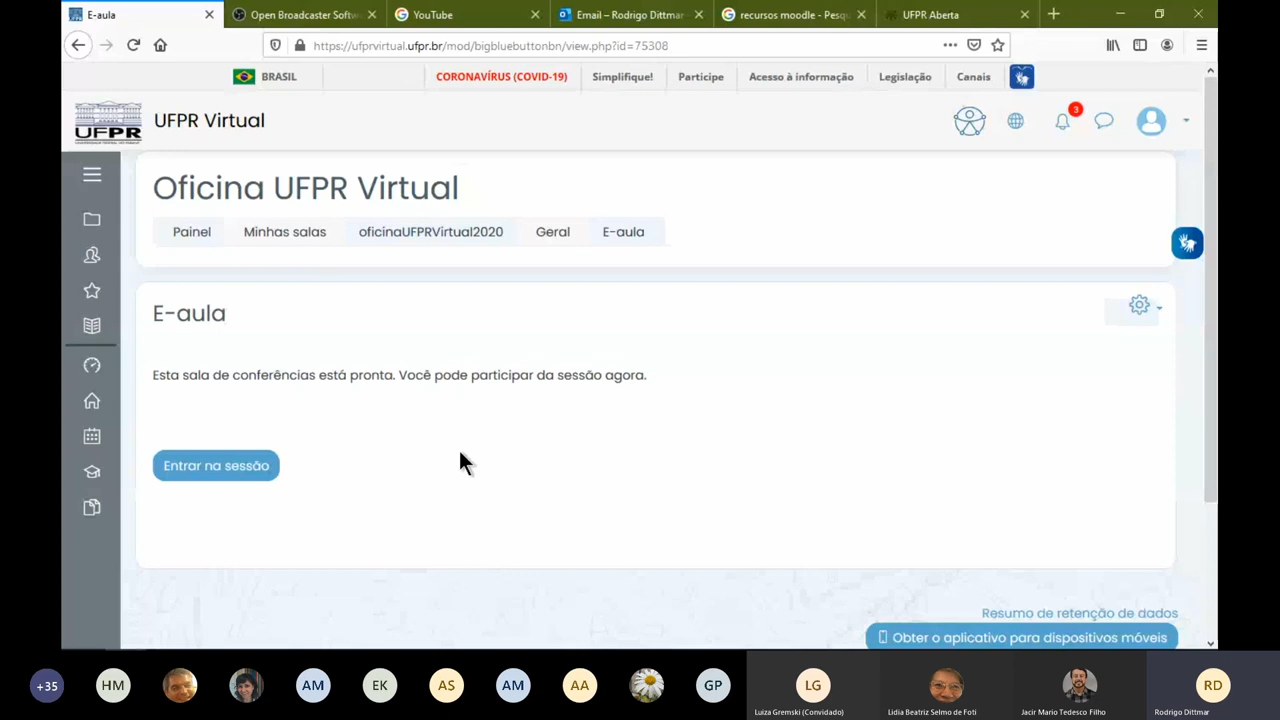 E-aula
Open Broadcaster Softw
YouTube
Email – Rodrigo Dittmar
recursos moodle - Pesq
UFPR Aberta
https://ufprvirtual.ufpr.br/mod/bigbluebuttonbn/view.php?id=75308
BRASIL
CORONAVÍRUS (COVID-19)
Simplifique!
Participe
Acesso à informação
Legislação
Canais
UFPR
UFPR Virtual
3
Oficina UFPR Virtual
Painel
Minhas salas
oficinaUFPRVirtual2020
Geral
E-aula
E-aula
Esta sala de conferências está pronta. Você pode participar da sessão agora.
Entrar na sessão
Resumo de retenção de dados
Obter o aplicativo para dispositivos móveis
+35
HM
AM
EK
AS
AM
AA
GP
LG
RD
Luiza Gremski (Convidado)
Lidia Beatriz Selmo de Foti
Jacir Mario Tedesco Filho
Rodrigo Dittmar